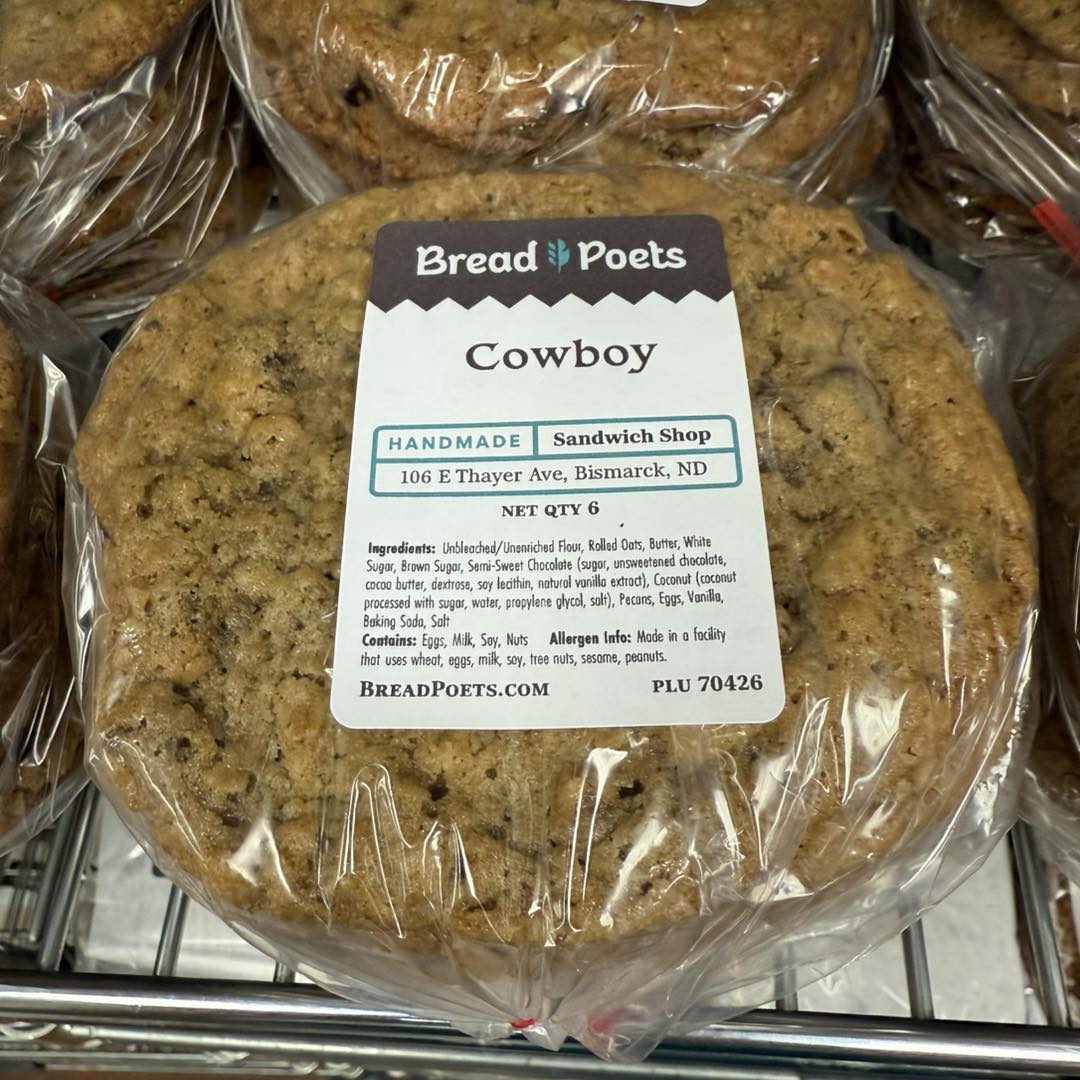 Bread Poets
Cowboy
HANDMADE Sandwich Shop
106 E Thayer Ave, Bismarck, ND
NET QTY 6
Ingredients: Unbleached/Unenriched Flour, Rolled Oats, Butter, White
Sugar, Brown Sugar, Semi-Sweet Chocolate (sugar, unsweetened chocolate,
cocoa butter, dextrose, soy lecithin, natural vanilla extract), Coconut (coconut
processed with sugar, water, propylene glycol, salt), Pecans, Eggs, Vanilla,
Baking Soda, Salt
Contains: Eggs, Milk, Soy, Nuts Allergen Info: Made in a facility
that uses wheat, eggs, milk, soy, tree nuts, sesame, peanuts.
BREADPOETS.COM PLU 70426